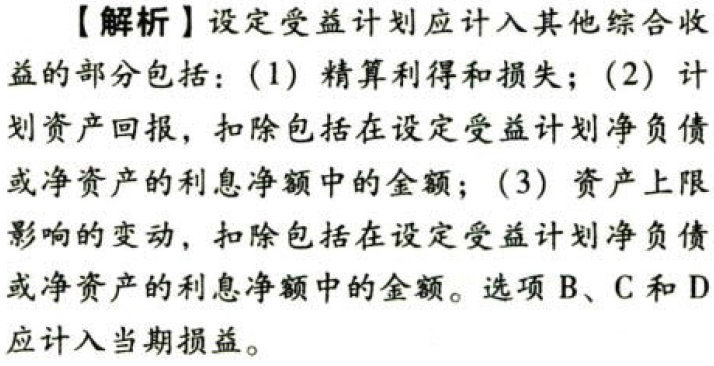 【解析】设定受益计划应计入其他综合收
益的部分包括：（1）精算利得和损失；（2）计
划资产回报，扣除包括在设定受益计划净负债
或净资产的利息净额中的金额；（3）资产上限
影响的变动，扣除包括在设定受益计划净负债
或净资产的利息净额中的金额。选项 B、C 和 D
应计入当期损益。